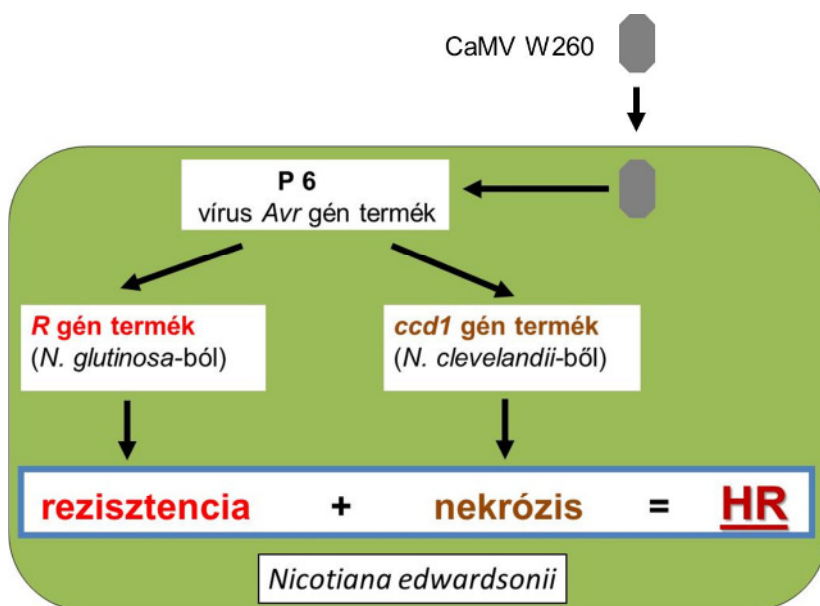 CaMV W260
P 6
vírus Avr gén termék
R gén termék
(N. glutinosa-ból)
ccd1 gén termék
(N. clevelandii-ből)
rezisztencia + nekrózis = HR
Nicotiana edwardsonii